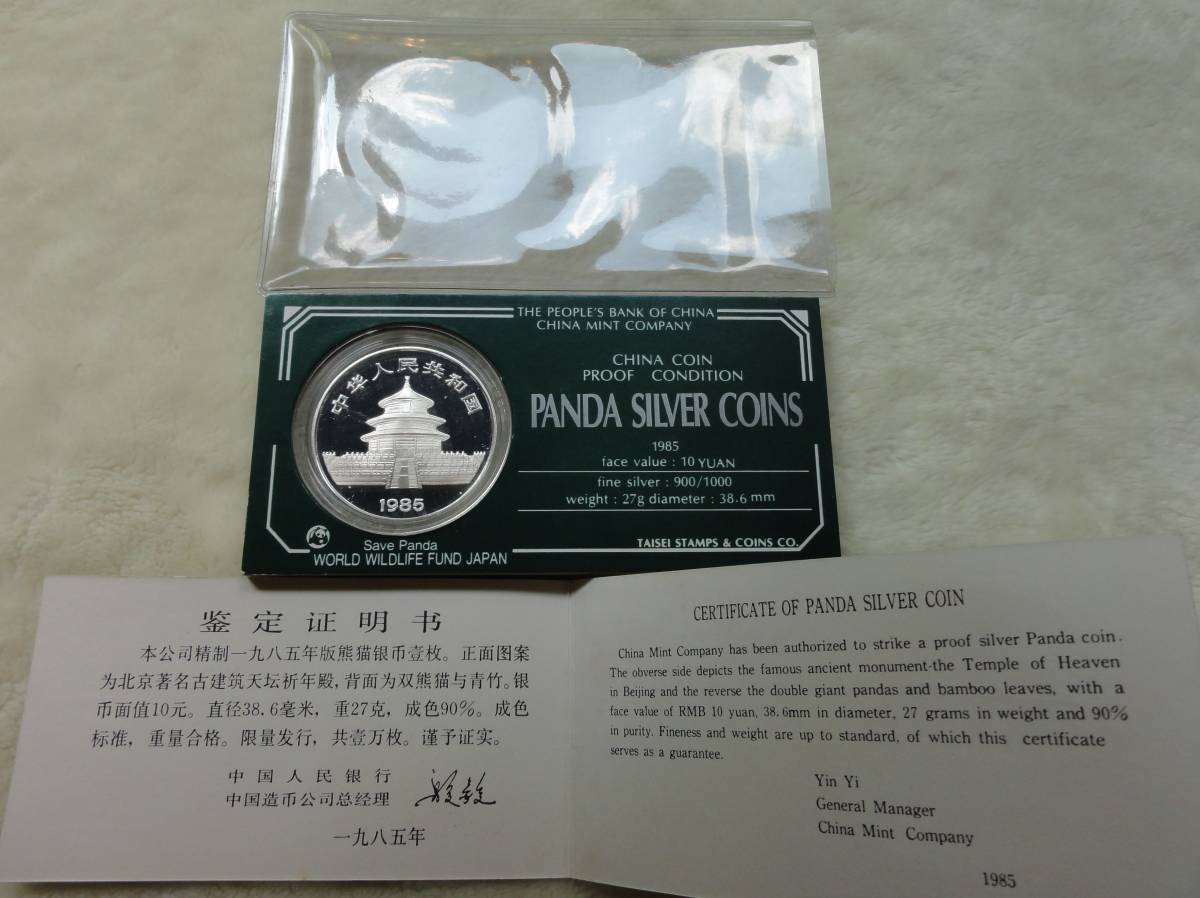 THE PEOPLE'S BANK OF CHINA
CHINA MINT COMPANY
CHINA COIN
PROOF CONDITION
PANDA SILVER COINS
1985
face value : 10 YUAN
fine silver : 900/1000
weight : 27g diameter : 38.6 mm
TAISEI STAMPS & COINS CO.
中华人民共和国
1985
Save Panda
WORLD WILDLIFE FUND JAPAN
鉴定证明书
本公司精制一九八五年版熊猫银币壹枚。正面图案
为北京著名古建筑天坛祈年殿,背面为双熊猫与青竹。银
币面值10元。直径38.6毫米，重27克，成色90%。成色
标准，重量合格。限量发行，共壹万枚。谨予证实。
中国人民银行
中国造币公司总经理
一九八五年
CERTIFICATE OF PANDA SILVER COIN
China Mint Company has been authorized to strike a proof silver Panda coin.
The obverse side depicts the famous ancient monument-the Temple of Heaven
in Beijing and the reverse the double giant pandas and bamboo leaves, with a
face value of RMB 10 yuan, 38.6mm in diameter, 27 grams in weight and 90%
in purity. Fineness and weight are up to standard, of which this certificate
serves as a guarantee.
Yin Yi
General Manager
China Mint Company
1985